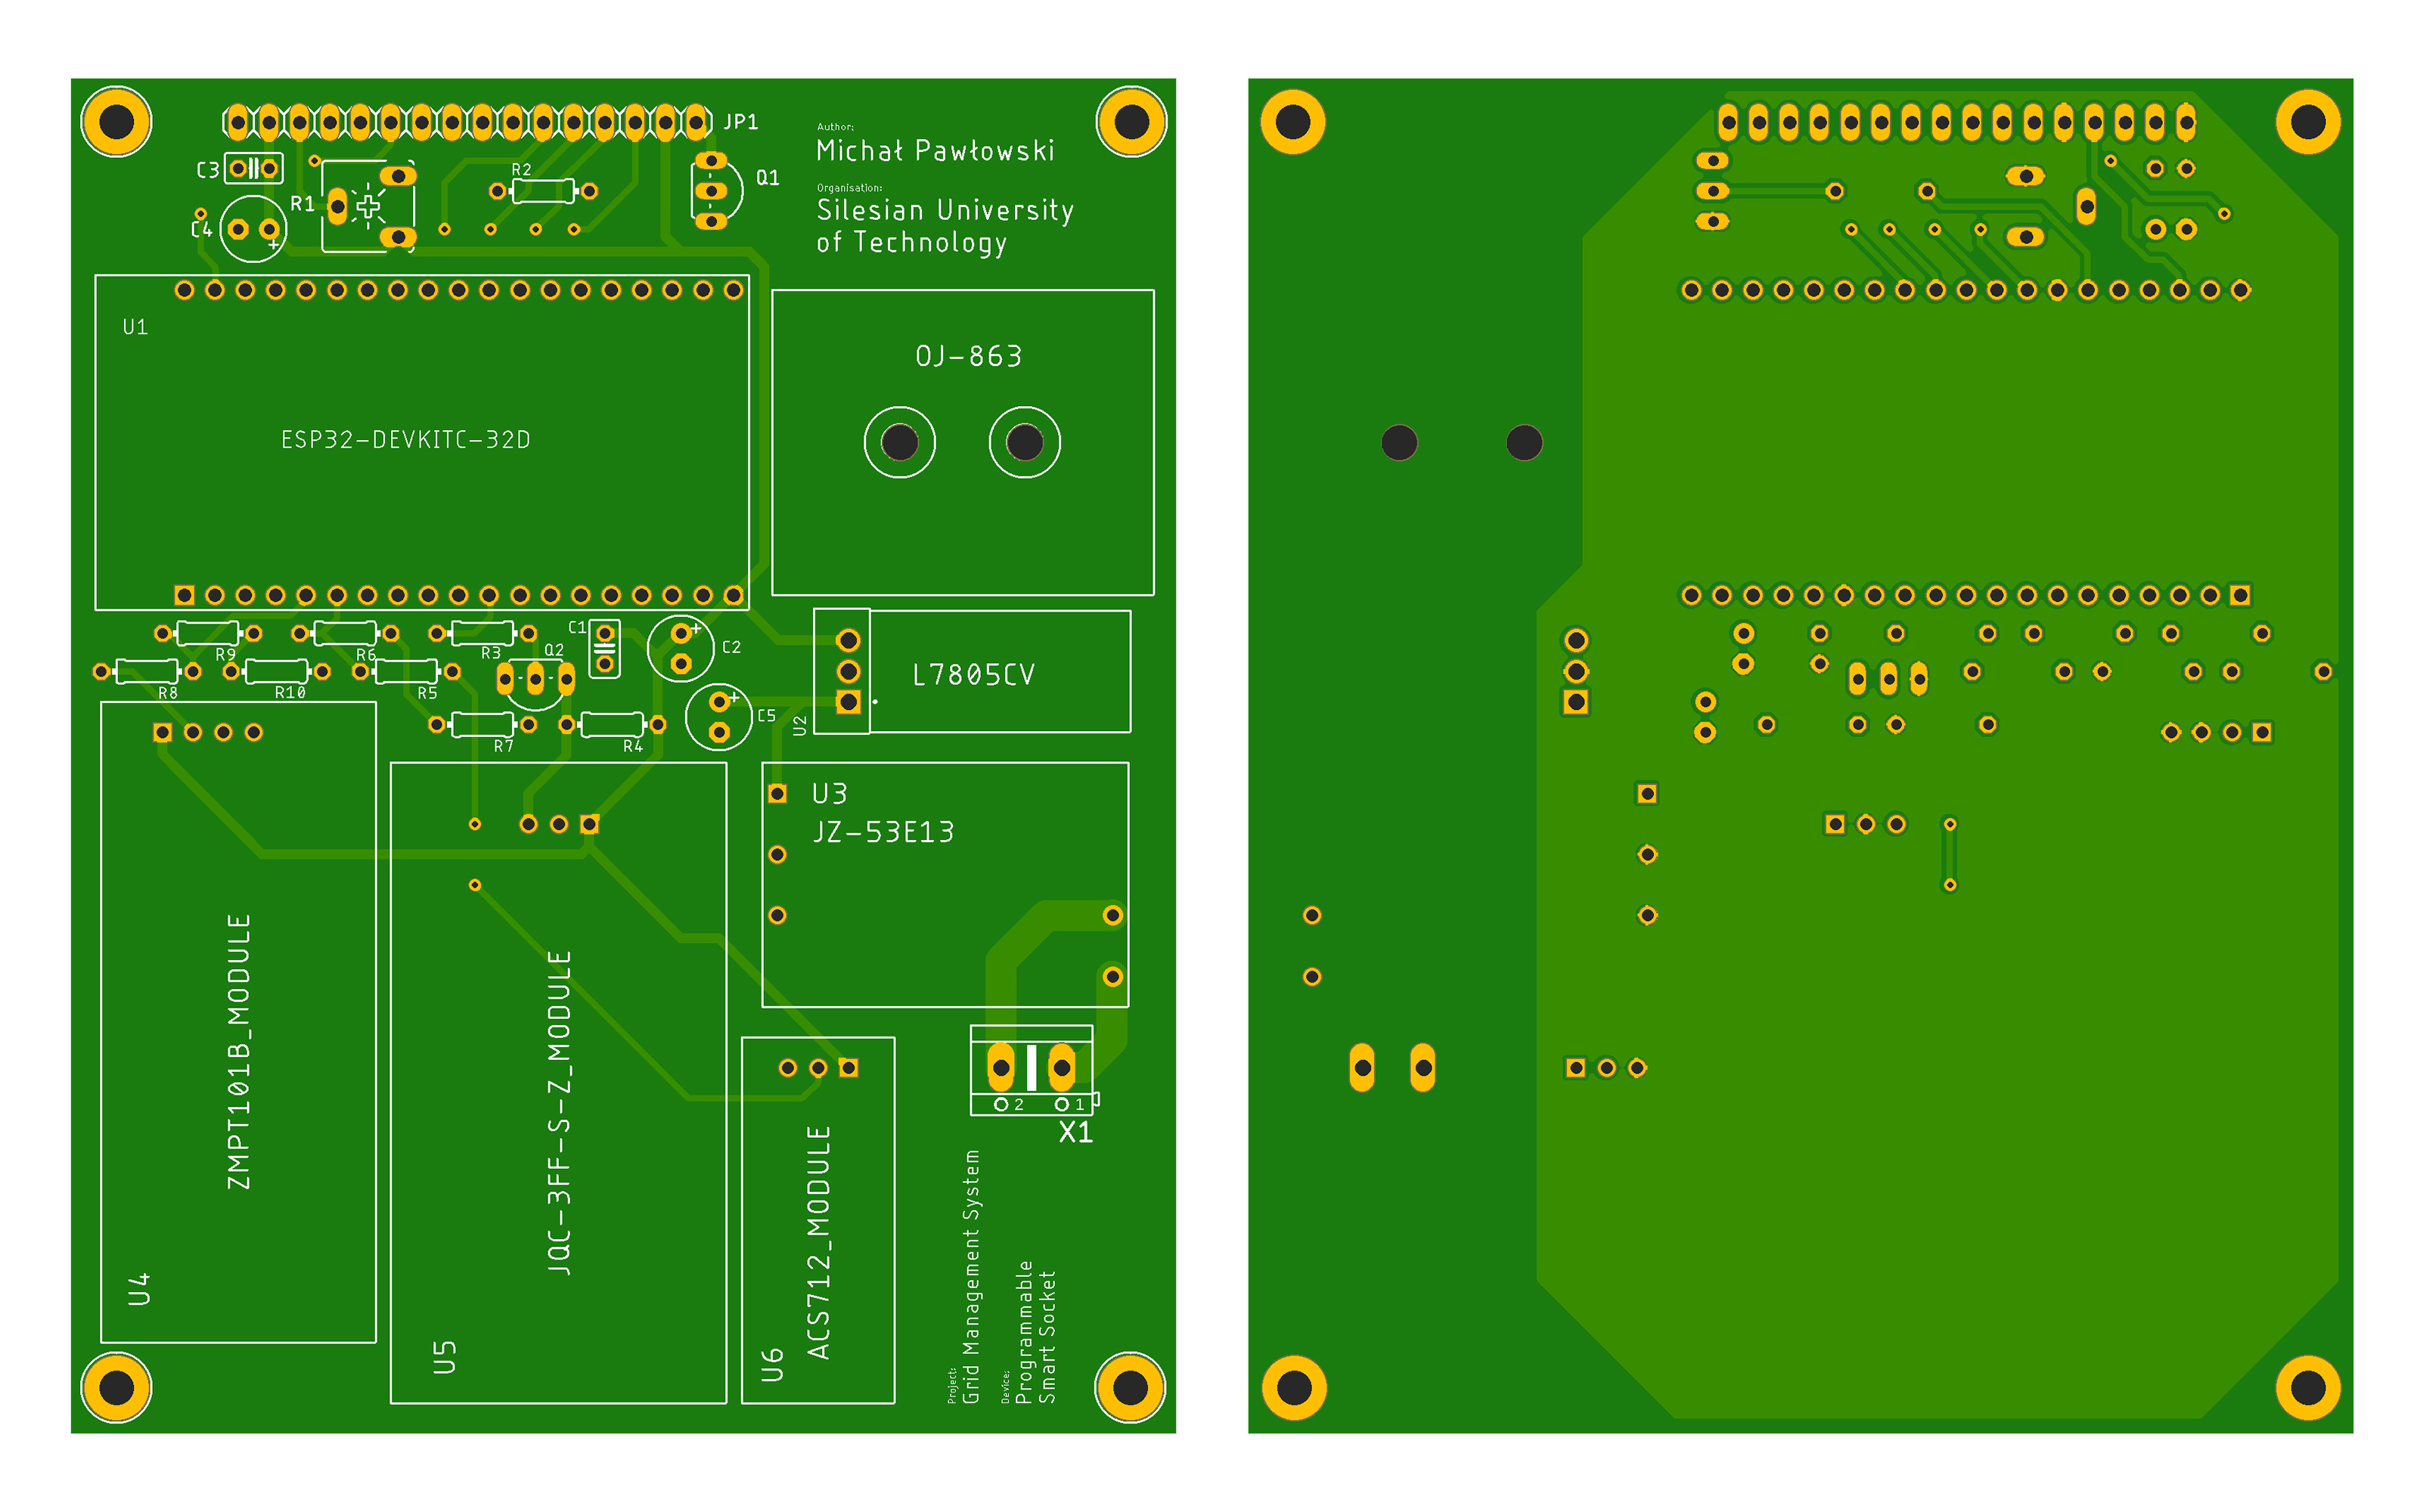 JP1
Author:
Michał Pawłowski
C3
R2
Q1
Organisation:
R1
Silesian University
C4
+
of Technology
U1
OJ-863
ESP32-DEVKITC-32D
C1
+
R9
R6
R3
Q2
C2
L7805CV
R8
R10
R5
+
C5
U2
R7
R4
U3
JZ-53E13
ZMPT101B_MODULE
U4
JQC-3FF-S-Z_MODULE
U5
ACS712_MODULE
U6
2
1
X1
Project:
Grid Management System
Device:
Programmable
Smart Socket